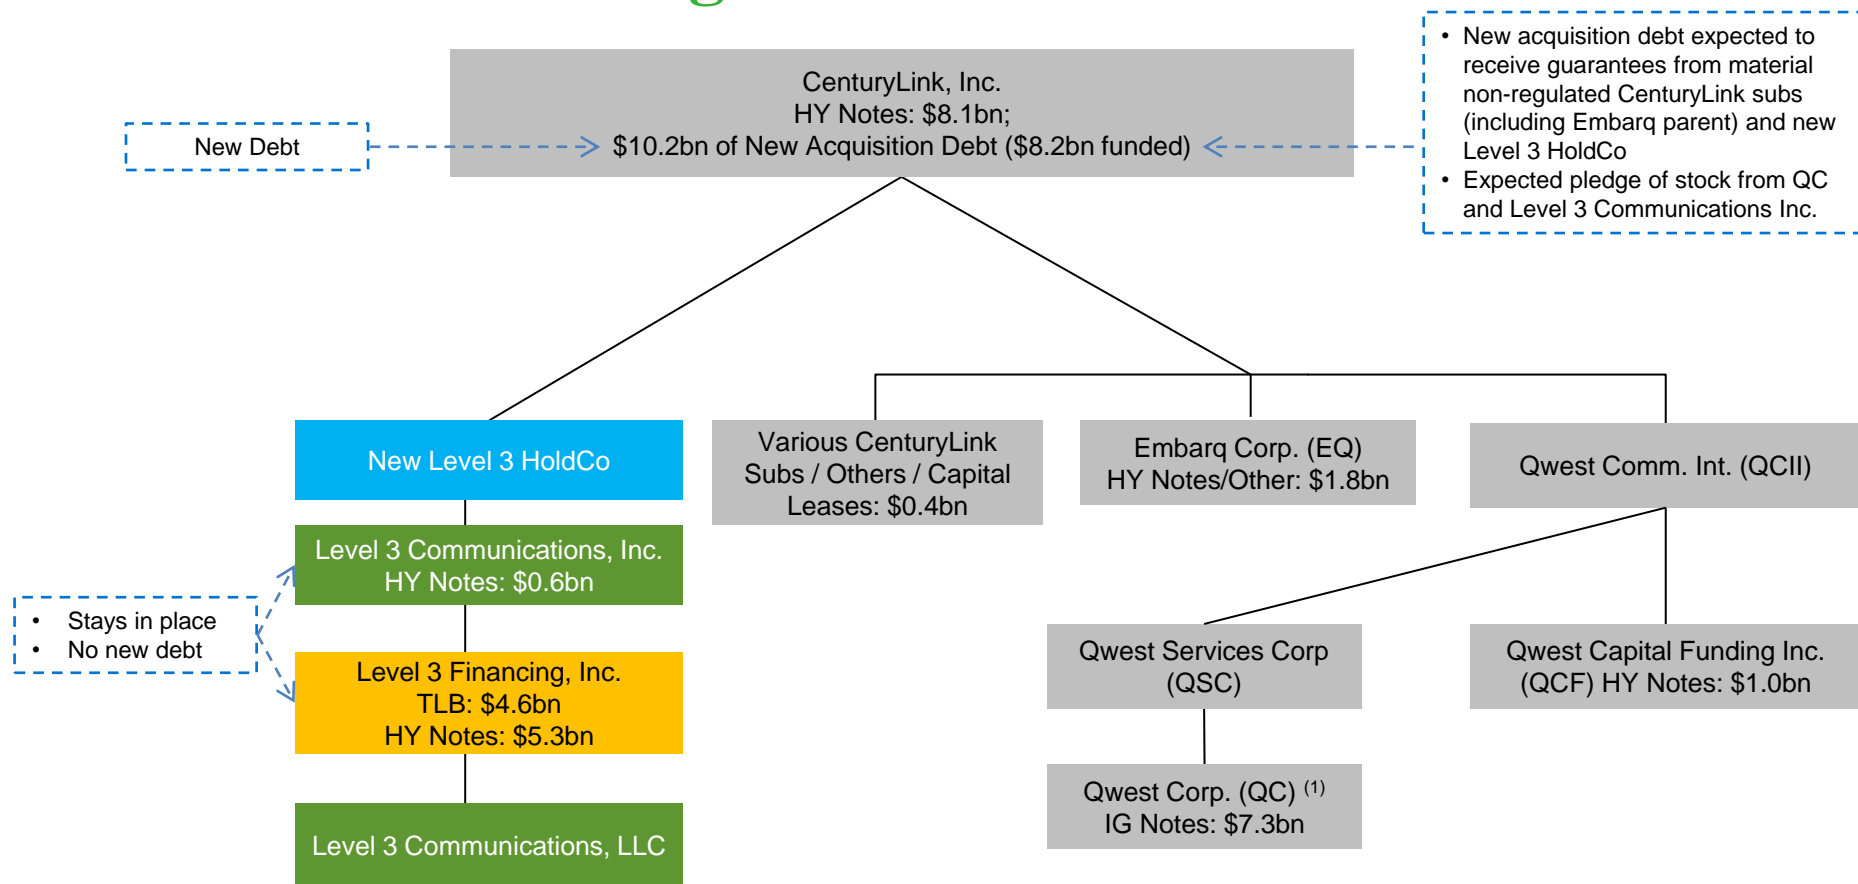 CenturyLink, Inc.
HY Notes: $8.1bn;
$10.2bn of New Acquisition Debt ($8.2bn funded)
New Debt
• New acquisition debt expected to
receive guarantees from material
non-regulated CenturyLink subs
(including Embarq parent) and new
Level 3 HoldCo
• Expected pledge of stock from QC
and Level 3 Communications Inc.
New Level 3 HoldCo
Various CenturyLink
Subs / Others / Capital
Leases: $0.4bn
Embarq Corp. (EQ)
HY Notes/Other: $1.8bn
Qwest Comm. Int. (QCII)
Level 3 Communications, Inc.
HY Notes: $0.6bn
• Stays in place
• No new debt
Level 3 Financing, Inc.
TLB: $4.6bn
HY Notes: $5.3bn
Qwest Services Corp
(QSC)
Qwest Capital Funding Inc.
(QCF) HY Notes: $1.0bn
Qwest Corp. (QC) (1)
IG Notes: $7.3bn
Level 3 Communications, LLC